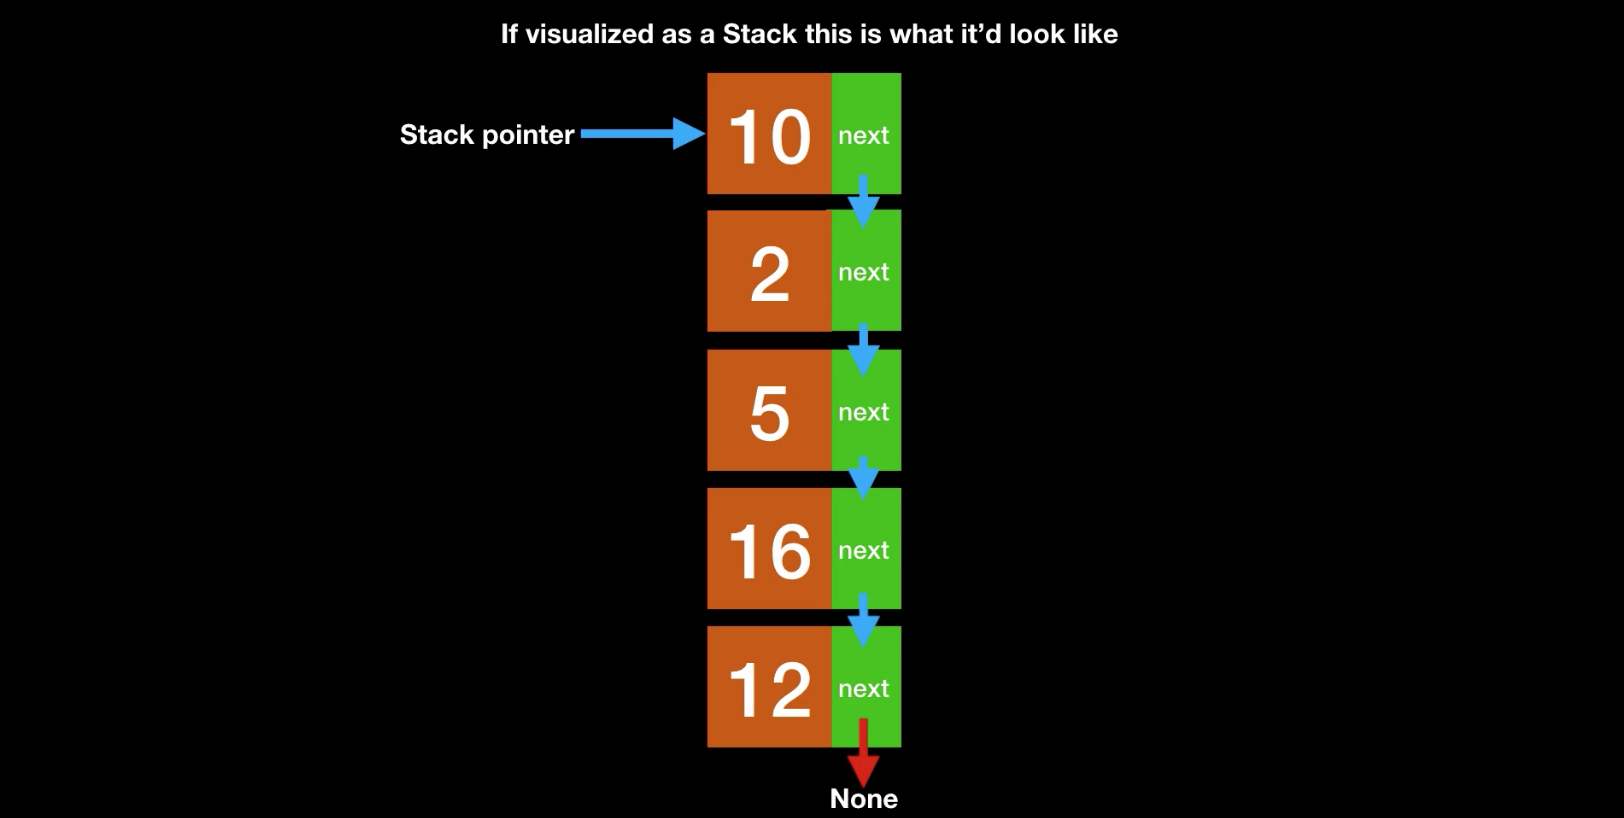 If visualized as a Stack this is what it’d look like
Stack pointer
10 next
2 next
5 next
16 next
12 next
None